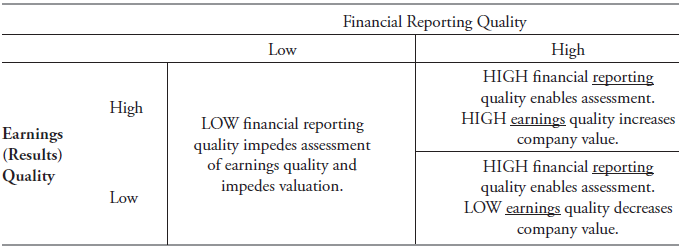 Financial Reporting Quality
Low
High
Earnings
(Results)
Quality
High
Low
LOW financial reporting
quality impedes assessment
of earnings quality and
impedes valuation.
HIGH financial reporting
quality enables assessment.
HIGH earnings quality increases
company value.
HIGH financial reporting
quality enables assessment.
LOW earnings quality decreases
company value.